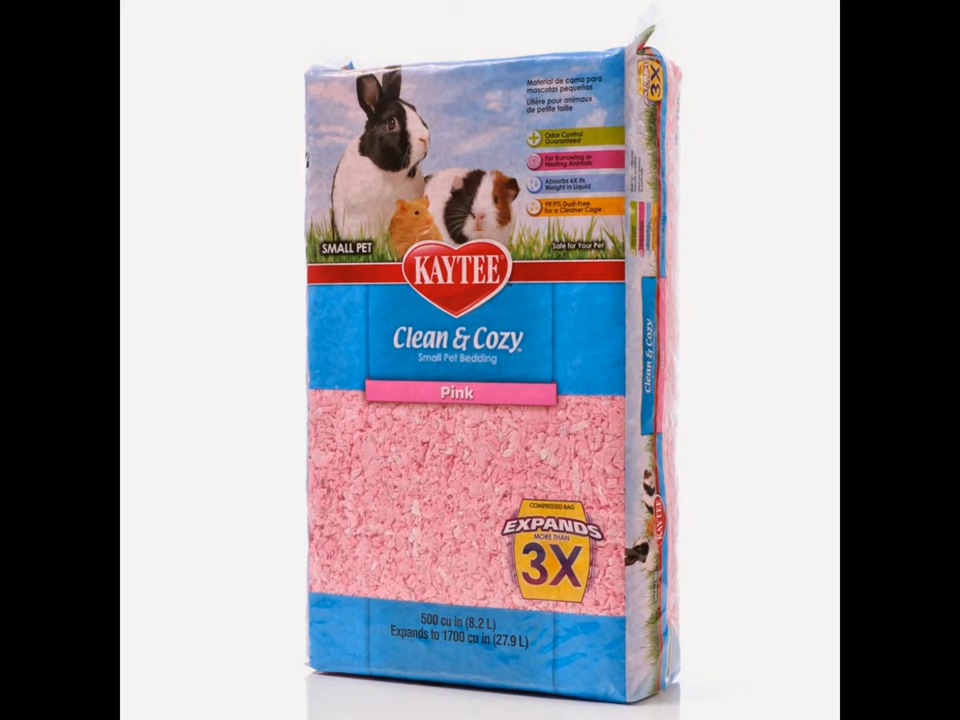 Material de cama para
mascotas pequeñas
Litière pour animaux
de petite taille
Odor Control
Guaranteed
For Burrowing or
Nesting Animals
Absorbs 6X Its
Weight in Liquid
99.9% Dust-Free
for a Cleaner Cage
SMALL PET
Safe for Your Pet
KAYTEE
Clean & Cozy™
Small Pet Bedding
Pink
COMPRESSED BAG
EXPANDS
MORE THAN
3X
500 cu in (8.2 L)
Expands to 1700 cu in (27.9 L)
3X
Clean & Cozy
KAYTEE